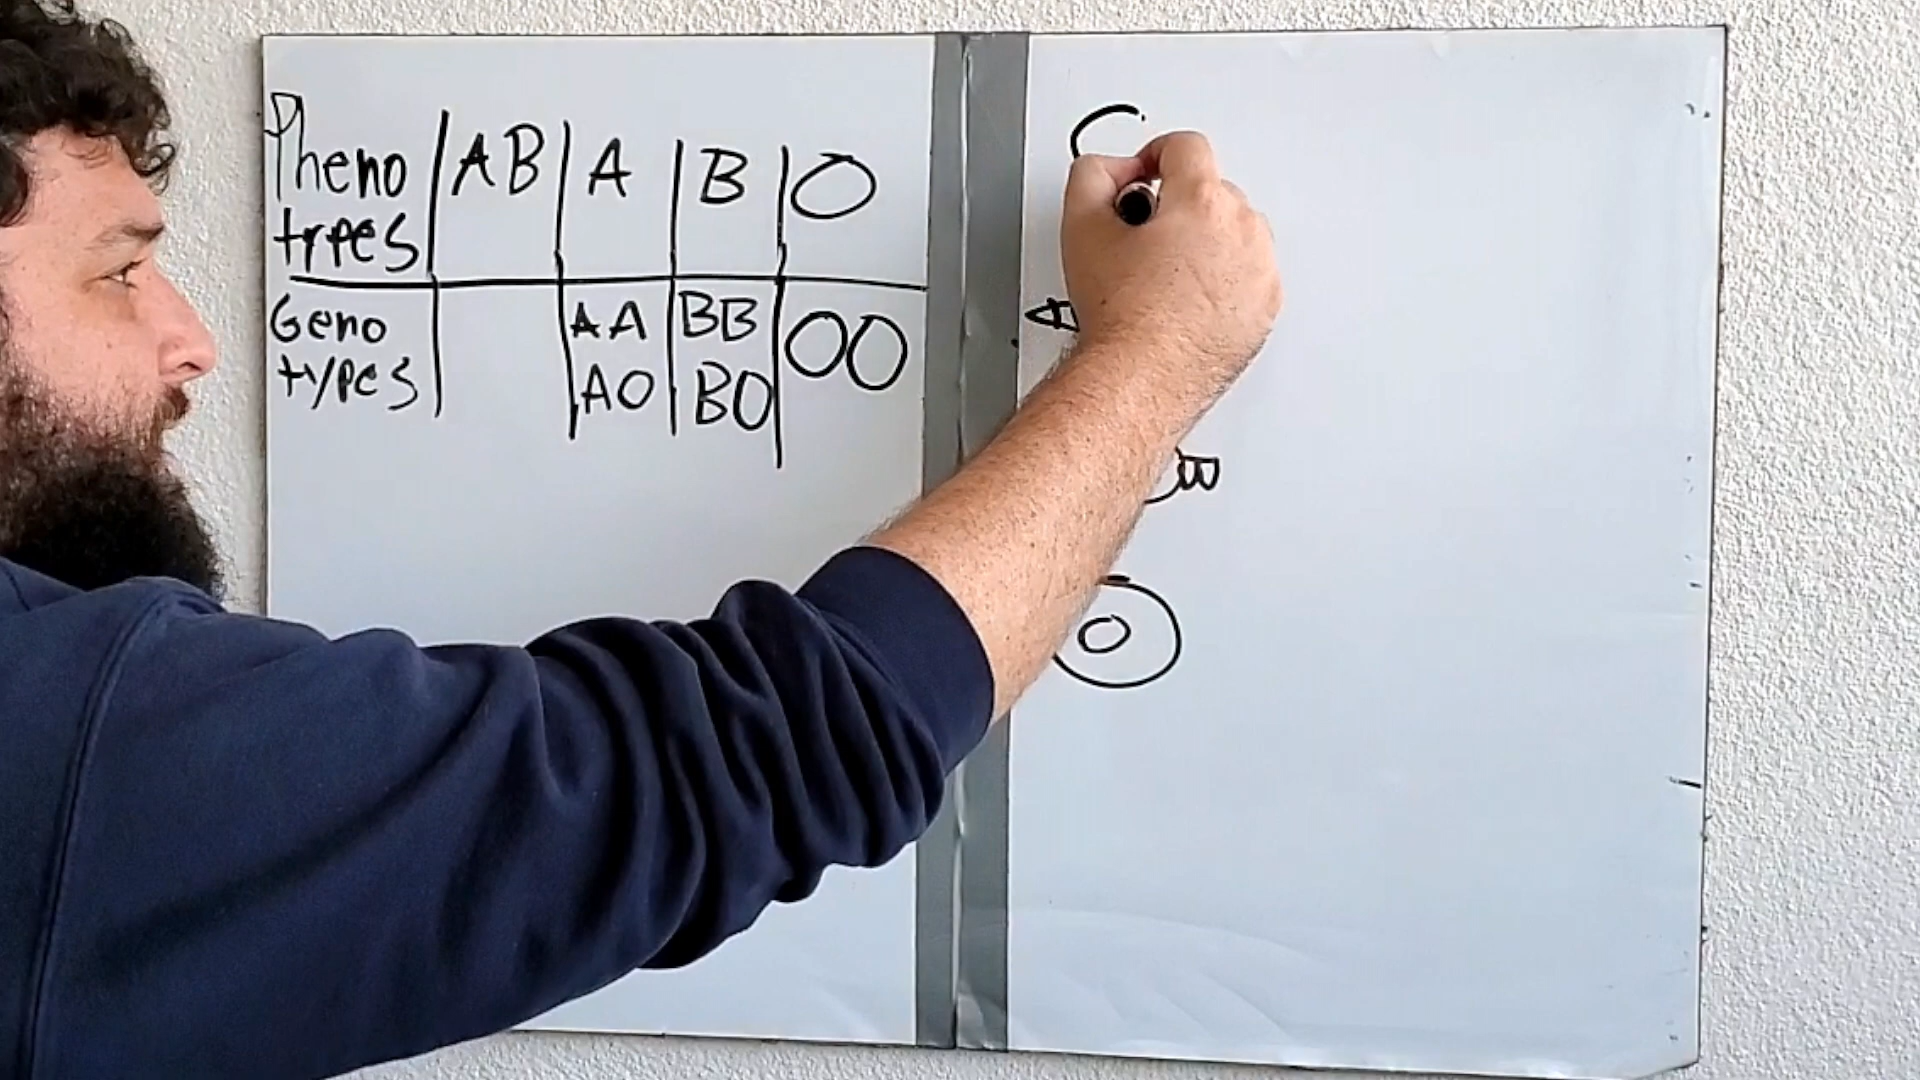 Pheno AB A B O
types
Geno AA BB OO
types AO BO
A
B
O